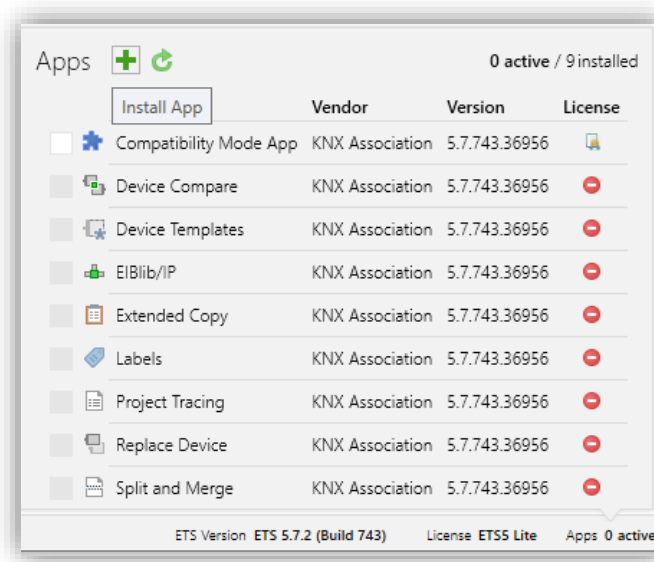 Apps 0 active / 9 installed
Install App Vendor Version License
Compatibility Mode App KNX Association 5.7.743.36956
Device Compare KNX Association 5.7.743.36956
Device Templates KNX Association 5.7.743.36956
EIBlib/IP KNX Association 5.7.743.36956
Extended Copy KNX Association 5.7.743.36956
Labels KNX Association 5.7.743.36956
Project Tracing KNX Association 5.7.743.36956
Replace Device KNX Association 5.7.743.36956
Split and Merge KNX Association 5.7.743.36956
ETS Version ETS 5.7.2 (Build 743) License ETS5 Lite Apps 0 active